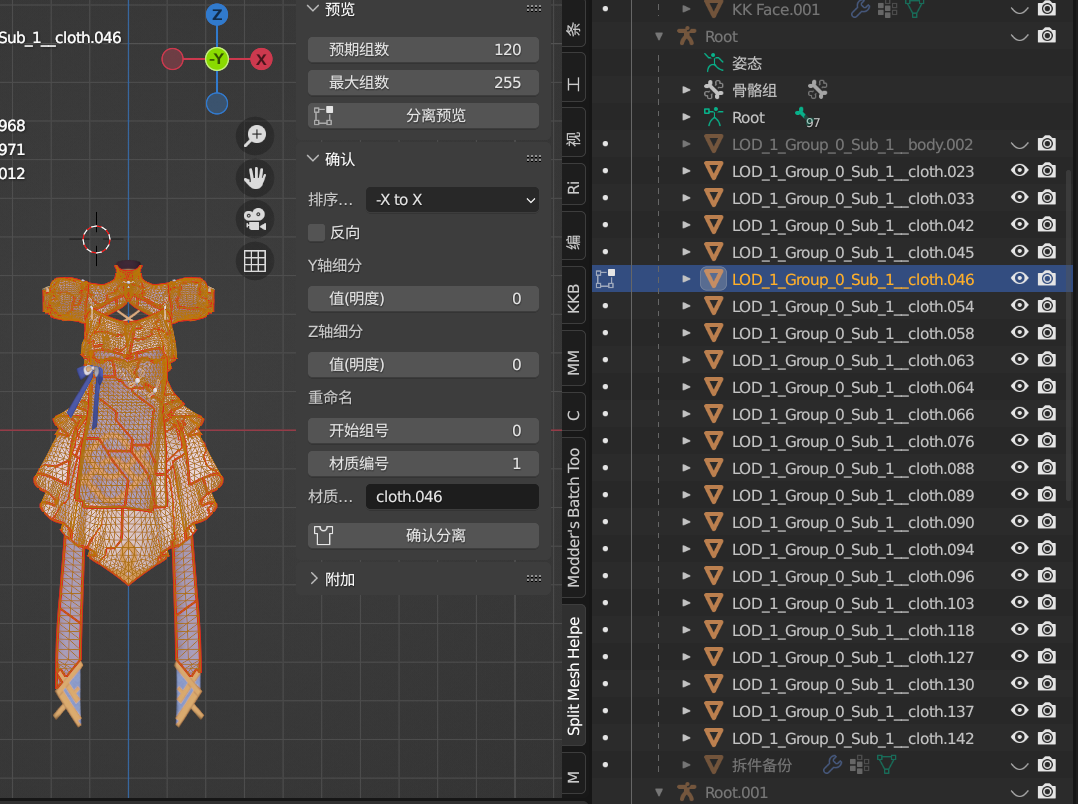 Sub_1__cloth.046
968
971
012
Z
-Y
X
预览
预期组数 120
最大组数 255
分离预览
确认
排序… -X to X
反向
Y轴细分
值(明度) 0
Z轴细分
值(明度) 0
重命名
开始组号 0
材质编号 1
材质… cloth.046
确认分离
附加
条
工
视
Ri
编
KKB
MM
C
Modder's Batch Too
Split Mesh Helpe
M
KK Face.001
Root
姿态
骨骼组
Root 97
LOD_1_Group_0_Sub_1__body.002
LOD_1_Group_0_Sub_1__cloth.023
LOD_1_Group_0_Sub_1__cloth.033
LOD_1_Group_0_Sub_1__cloth.042
LOD_1_Group_0_Sub_1__cloth.045
LOD_1_Group_0_Sub_1__cloth.046
LOD_1_Group_0_Sub_1__cloth.054
LOD_1_Group_0_Sub_1__cloth.058
LOD_1_Group_0_Sub_1__cloth.063
LOD_1_Group_0_Sub_1__cloth.064
LOD_1_Group_0_Sub_1__cloth.066
LOD_1_Group_0_Sub_1__cloth.076
LOD_1_Group_0_Sub_1__cloth.088
LOD_1_Group_0_Sub_1__cloth.089
LOD_1_Group_0_Sub_1__cloth.090
LOD_1_Group_0_Sub_1__cloth.094
LOD_1_Group_0_Sub_1__cloth.096
LOD_1_Group_0_Sub_1__cloth.103
LOD_1_Group_0_Sub_1__cloth.118
LOD_1_Group_0_Sub_1__cloth.127
LOD_1_Group_0_Sub_1__cloth.130
LOD_1_Group_0_Sub_1__cloth.137
LOD_1_Group_0_Sub_1__cloth.142
拆件备份
Root.001